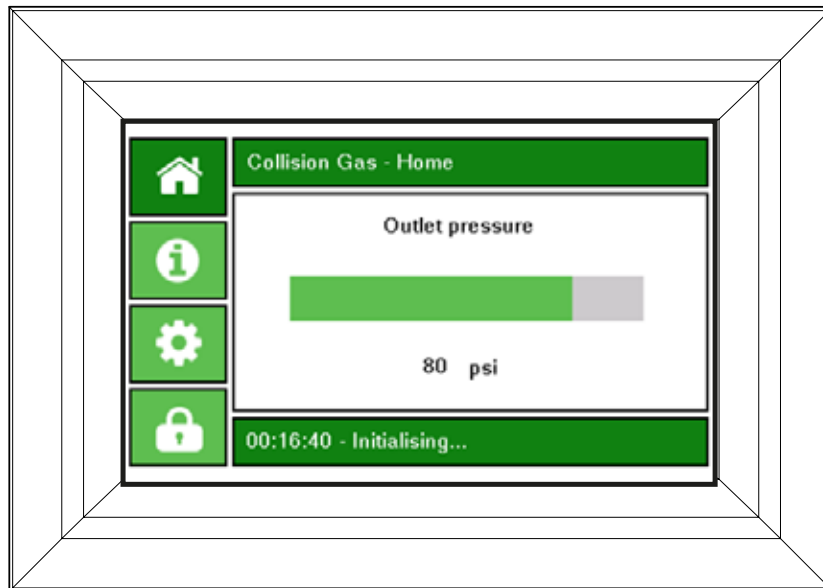 Collision Gas - Home
Outlet pressure
80 psi
00:16:40 - Initialising...